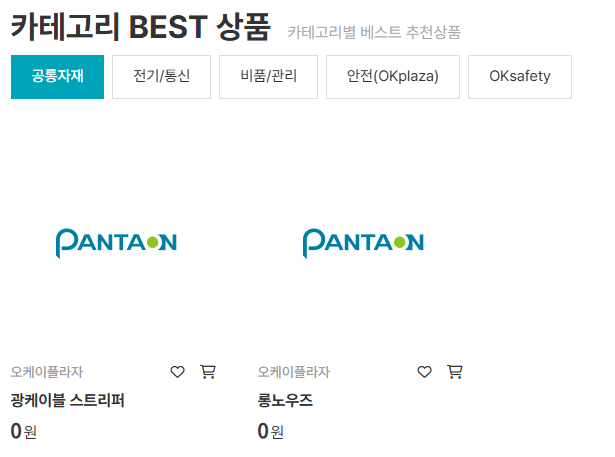 카테고리 BEST 상품 카테고리별 베스트 추천상품
공통자재 전기/통신 비품/관리 안전(OKplaza) OKsafety
PANTAON PANTAON
오케이플라자 오케이플라자
광케이블 스트리퍼 롱노우즈
0원 0원